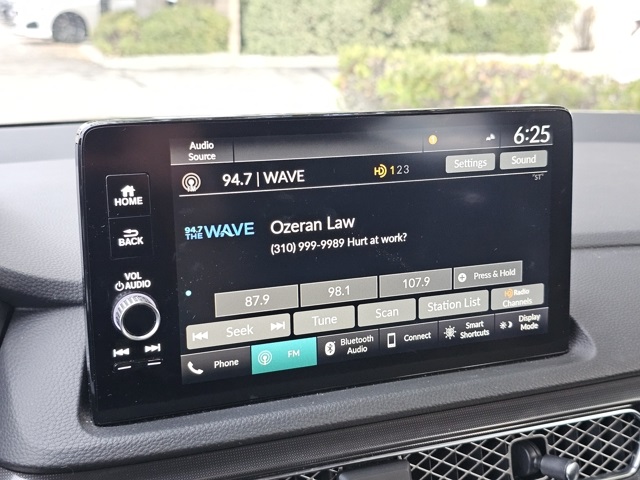 Audio
Source
6:25
94.7 | WAVE
HD 1 2 3
Settings
Sound
HOME
BACK
VOL
AUDIO
94.7
THE WAVE
Ozeran Law
(310) 999-9989 Hurt at work?
87.9
98.1
107.9
Press & Hold
Seek
Tune
Scan
Station List
HD Radio
Channels
Phone
FM
Bluetooth
Audio
Connect
Smart
Shortcuts
Display
Mode